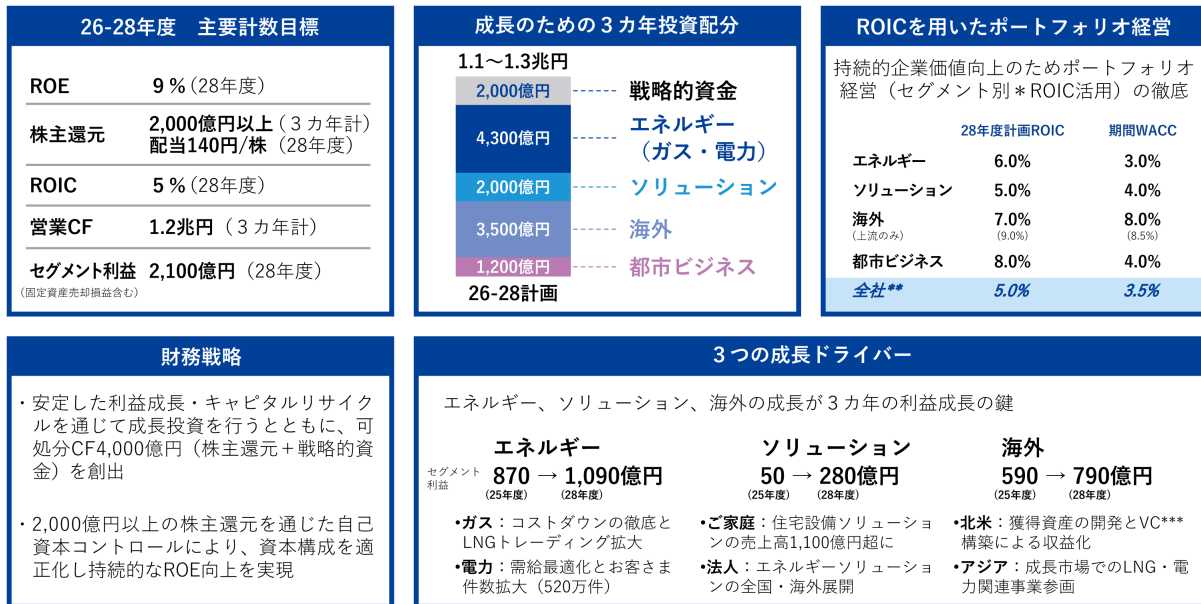 26-28年度　主要計数目標
ROE 9％(28年度)
株主還元 2,000億円以上（３カ年計）
配当140円/株（28年度）
ROIC 5％(28年度)
営業CF 1.2兆円（３カ年計）
セグメント利益 2,100億円（28年度）
(固定資産売却損益含む)
成長のための３カ年投資配分
1.1～1.3兆円
2,000億円 戦略的資金
4,300億円 エネルギー
（ガス・電力）
2,000億円 ソリューション
3,500億円 海外
1,200億円 都市ビジネス
26-28計画
ROICを用いたポートフォリオ経営
持続的企業価値向上のためポートフォリオ
経営（セグメント別＊ROIC活用）の徹底
28年度計画ROIC 期間WACC
エネルギー 6.0% 3.0%
ソリューション 5.0% 4.0%
海外 7.0% 8.0%
(上流のみ) (9.0%) (8.5%)
都市ビジネス 8.0% 4.0%
全社** 5.0% 3.5%
財務戦略
・安定した利益成長・キャピタルリサイク
ルを通じて成長投資を行うとともに、可
処分CF4,000億円（株主還元＋戦略的資
金）を創出
・2,000億円以上の株主還元を通じた自己
資本コントロールにより、資本構成を適
正化し持続的なROE向上を実現
３つの成長ドライバー
エネルギー、ソリューション、海外の成長が３カ年の利益成長の鍵
エネルギー ソリューション 海外
セグメント
利益
870 → 1,090億円 50 → 280億円 590 → 790億円
(25年度) (28年度) (25年度) (28年度) (25年度) (28年度)
•ガス：コストダウンの徹底と
LNGトレーディング拡大
•電力：需給最適化とお客さま
件数拡大（520万件）
•ご家庭：住宅設備ソリューショ
ンの売上高1,100億円超に
•法人：エネルギーソリューショ
ンの全国・海外展開
•北米：獲得資産の開発とVC***
構築による収益化
•アジア：成長市場でのLNG・電
力関連事業参画